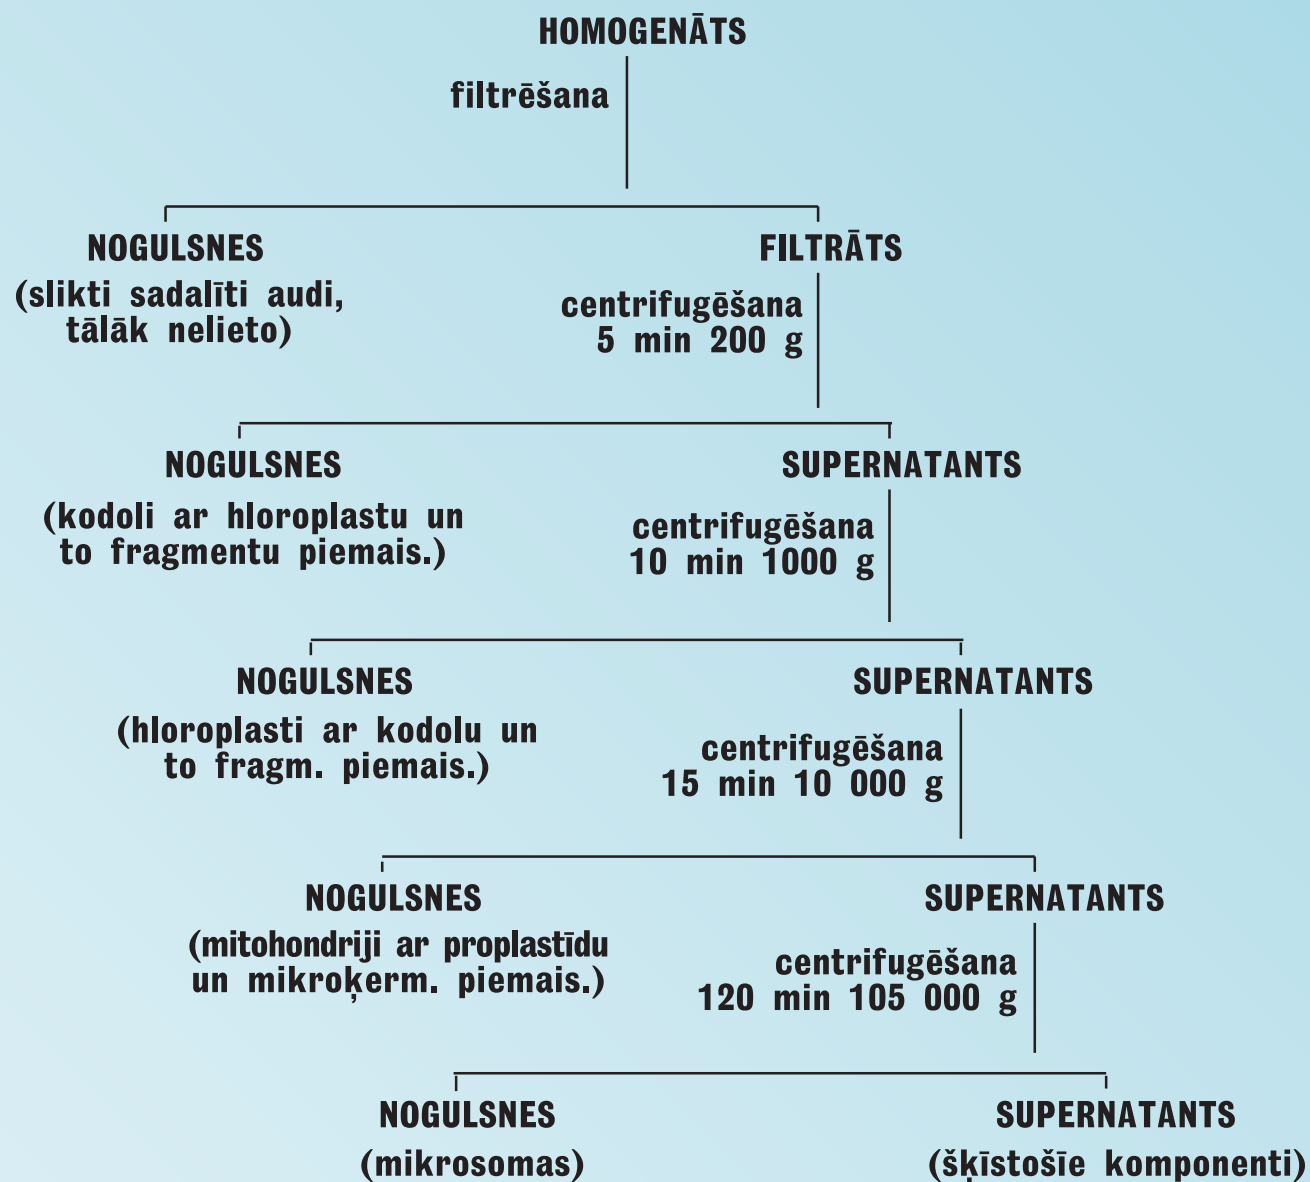 HOMOGENĀTS
filtrēšana
NOGULSNES
(slikti sadalīti audi,
tālāk nelieto)
FILTRĀTS
centrifugēšana
5 min 200 g
NOGULSNES
(kodoli ar hloroplastu un
to fragmentu piemais.)
SUPERNATANTS
centrifugēšana
10 min 1000 g
NOGULSNES
(hloroplasti ar kodolu un
to fragm. piemais.)
SUPERNATANTS
centrifugēšana
15 min 10 000 g
NOGULSNES
(mitohondriji ar proplastīdu
un mikroķerm. piemais.)
SUPERNATANTS
centrifugēšana
120 min 105 000 g
NOGULSNES
(mikrosomas)
SUPERNATANTS
(šķīstošīe komponenti)